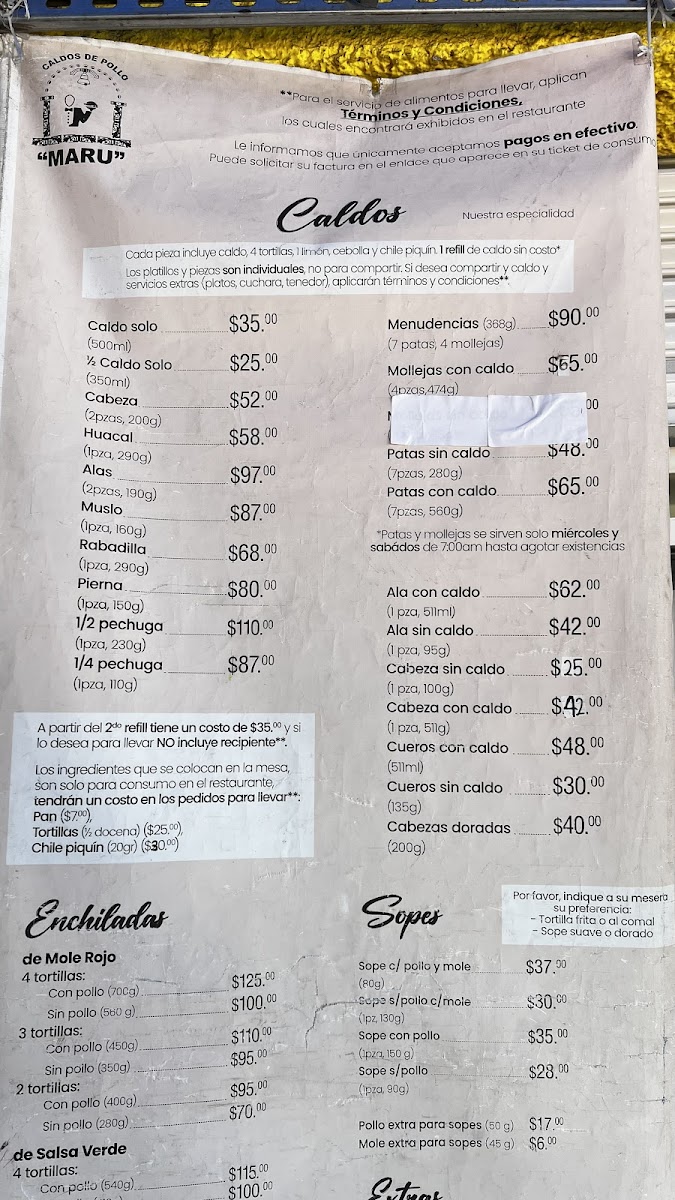 CALDOS DE POLLO
"MARU"
**Para el servicio de alimentos para llevar, aplican
Términos y Condiciones,
los cuales encontrará exhibidos en el restaurante
Le informamos que únicamente aceptamos pagos en efectivo.
Puede solicitar su factura en el enlace que aparece en su ticket de consumo
Caldos
Nuestra especialidad
Cada pieza incluye caldo, 4 tortillas, 1 limón, cebolla y chile piquín. 1 refill de caldo sin costo*
Los platillos y piezas son individuales, no para compartir. Si desea compartir y caldo y
servicios extras (platos, cuchara, tenedor), aplicarán términos y condiciones**.
Caldo solo $35.00
(500ml)
½ Caldo Solo $25.00
(350ml)
Cabeza $52.00
(2pzas, 200g)
Huacal $58.00
(1pza, 290g)
Alas $97.00
(2pzas, 190g)
Muslo $87.00
(1pza, 160g)
Rabadilla $68.00
(1pza, 290g)
Pierna $80.00
(1pza, 150g)
1/2 pechuga $110.00
(1pza, 230g)
1/4 pechuga $87.00
(1pza, 110g)
Menudencias (368g) $90.00
(7 patas, 4 mollejas)
Mollejas con caldo $65.00
(4pzas,474g)
00
Patas sin caldo $48.00
(7pzas, 280g)
Patas con caldo $65.00
(7pzas, 560g)
*Patas y mollejas se sirven solo miércoles y
sabádos de 7:00am hasta agotar existencias
Ala con caldo $62.00
(1 pza, 511ml)
Ala sin caldo $42.00
(1 pza, 95g)
Cabeza sin caldo $25.00
(1 pza, 100g)
Cabeza con caldo $42.00
(1 pza, 511g)
Cueros con caldo $48.00
(511ml)
Cueros sin caldo $30.00
(135g)
Cabezas doradas $40.00
(200g)
A partir del 2do refill tiene un costo de $35.00 y si
lo desea para llevar NO incluye recipiente**.
Los ingredientes que se colocan en la mesa,
son solo para consumo en el restaurante,
tendrán un costo en los pedidos para llevar**:
Pan ($7.00),
Tortillas (½ docena) ($25.00),
Chile piquín (20gr) ($30.00)
Enchiladas
de Mole Rojo
4 tortillas:
Con pollo (700g) $125.00
Sin pollo (560 g) $100.00
3 tortillas:
Con pollo (450g) $110.00
Sin pollo (350g) $95.00
2 tortillas:
Con pollo (400g) $95.00
Sin pollo (280g) $70.00
de Salsa Verde
4 tortillas:
Con pollo (540g) $115.00
$100.00
Sopes
Por favor, indique a su mesera
su preferencia:
- Tortilla frita o al comal
- Sope suave o dorado
Sope c/ pollo y mole $37.00
(80g)
Sope s/pollo c/mole $30.00
(1pz, 130g)
Sope con pollo $35.00
(1pza, 150 g)
Sope s/pollo $28.00
(1pza, 90g)
Pollo extra para sopes (50 g) $17.00
Mole extra para sopes (45 g) $6.00
Extras